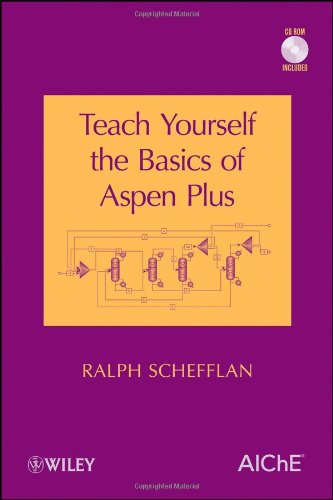 CD ROM
INCLUDED
Teach Yourself
the Basics of
Aspen Plus
RALPH SCHEFFLAN
WILEY
AIChE